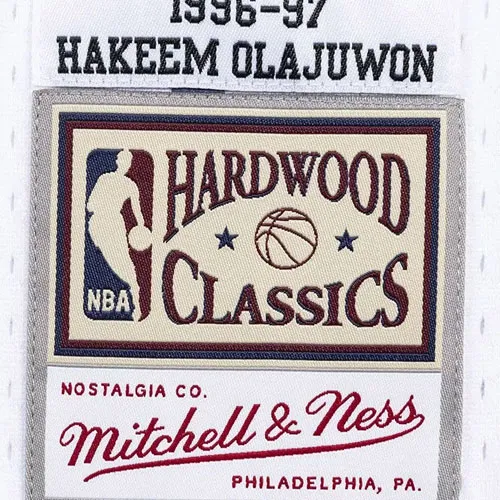 1996-97
HAKEEM OLAJUWON
HARDWOOD
NBA
CLASSICS
NOSTALGIA CO.
Mitchell & Ness
PHILADELPHIA, PA.